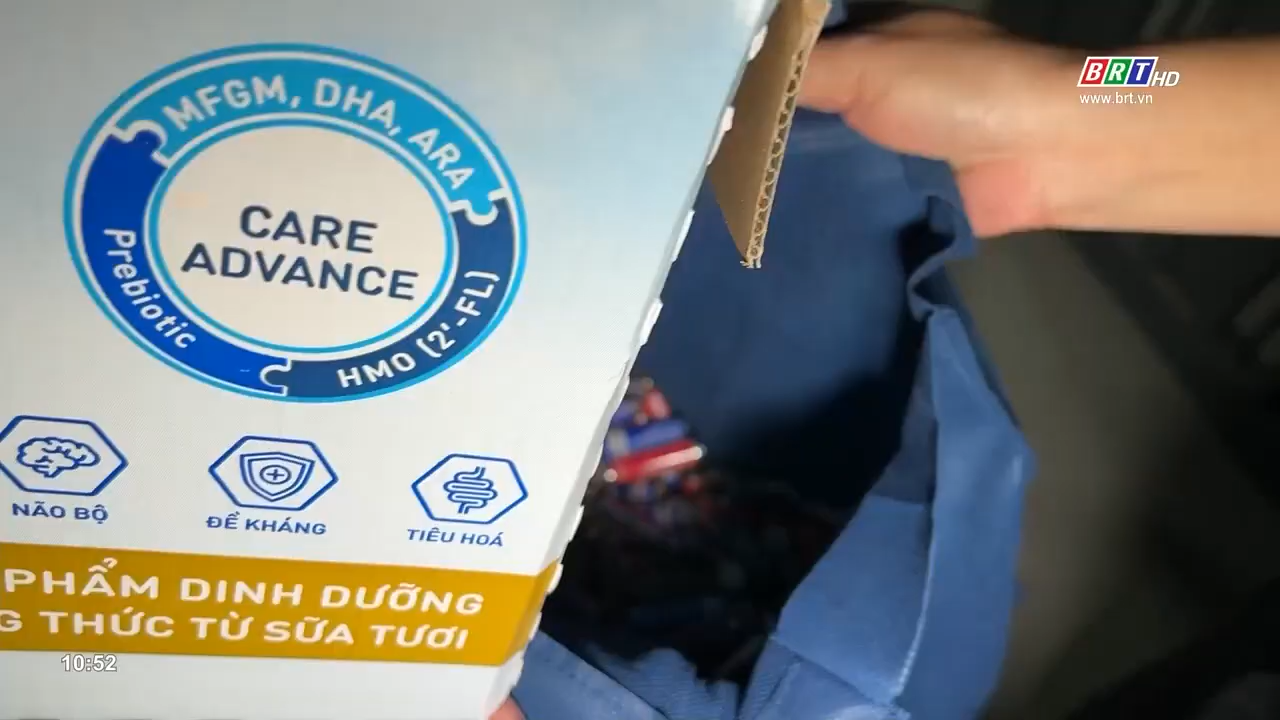 BRT HD
www.brt.vn
MFGM, DHA, ARA
CARE
ADVANCE
Prebiotic
HMO (2'-FL)
NÃO BỘ
ĐỀ KHÁNG
TIÊU HOÁ
PHẨM DINH DƯỠNG
G THỨC TỪ SỮA TƯƠI
10:52